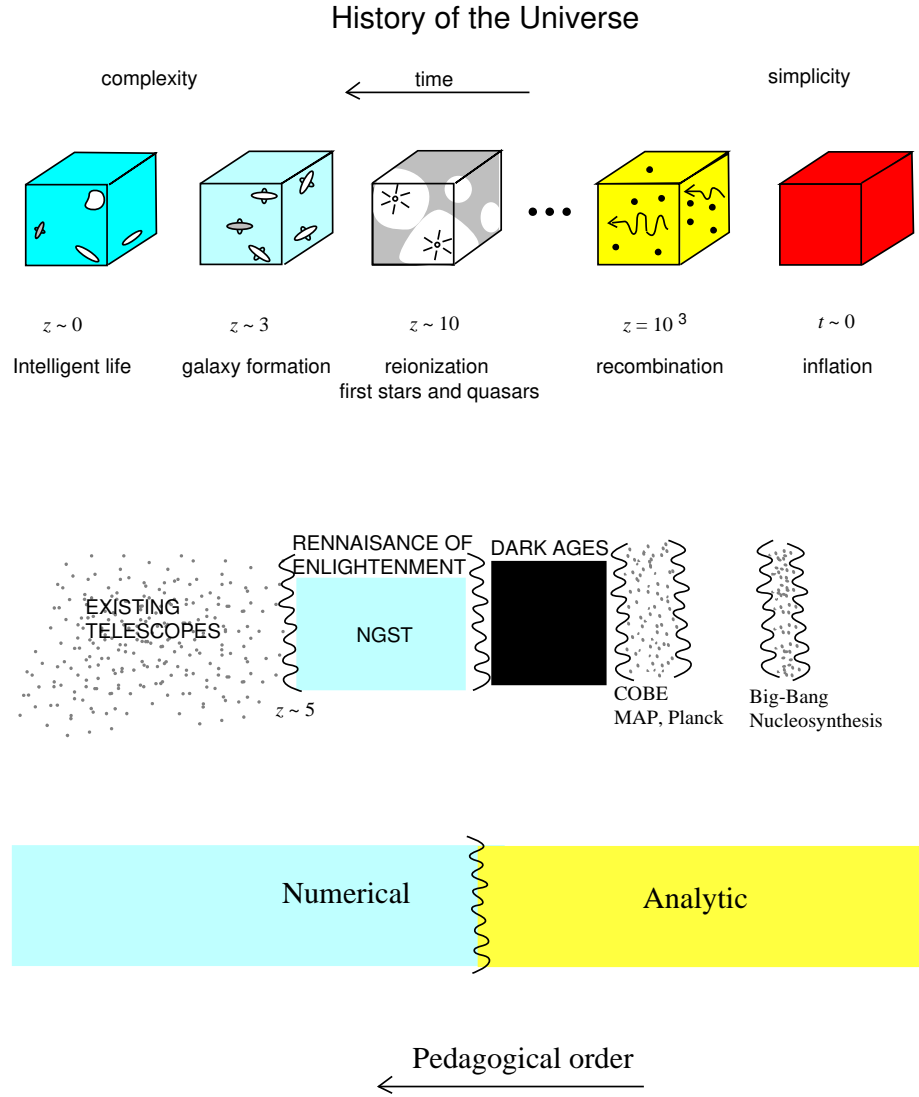 History of the Universe
complexity
time
simplicity
z ~ 0
z ~ 3
z ~ 10
z = 10 3
t ~ 0
Intelligent life
galaxy formation
reionization
first stars and quasars
recombination
inflation
RENNAISANCE OF
ENLIGHTENMENT
DARK AGES
EXISTING
TELESCOPES
NGST
z ~ 5
COBE
MAP, Planck
Big-Bang
Nucleosynthesis
Numerical
Analytic
Pedagogical order